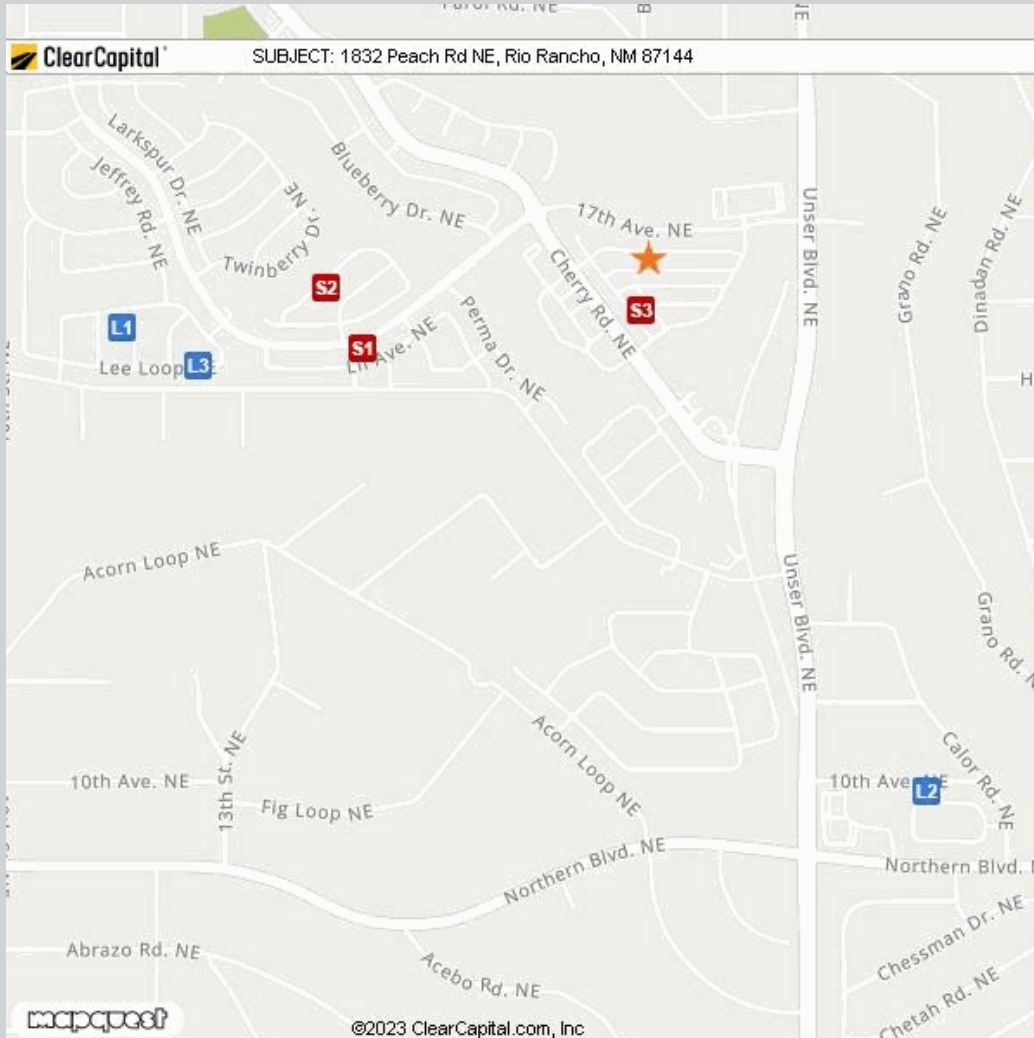 ClearCapital
SUBJECT: 1832 Peach Rd NE, Rio Rancho, NM 87144
Larkspur Dr. NE
Jeffrey Rd. NE
Blueberry Dr. NE
17th Ave. NE
Unser Blvd. NE
Grano Rd. NE
Dinadan Rd. NE
Twinberry Dr. NE
Cherry Rd. NE
S2
S3
L1
S1
Perma Dr. NE
Lee Loop
L3
Ave. NE
H
Acorn Loop NE
Unser Blvd. NE
Grano Rd.
Acorn Loop NE
Calor Rd. NE
13th St. NE
10th Ave. NE
10th Ave. NE
L2
Fig Loop NE
Northern Blvd. NE
Northern Blvd.
Chessman Dr. NE
Abrazo Rd. NE
Acebo Rd. NE
Chetah Rd. NE
mapquest
©2023 ClearCapital.com, Inc